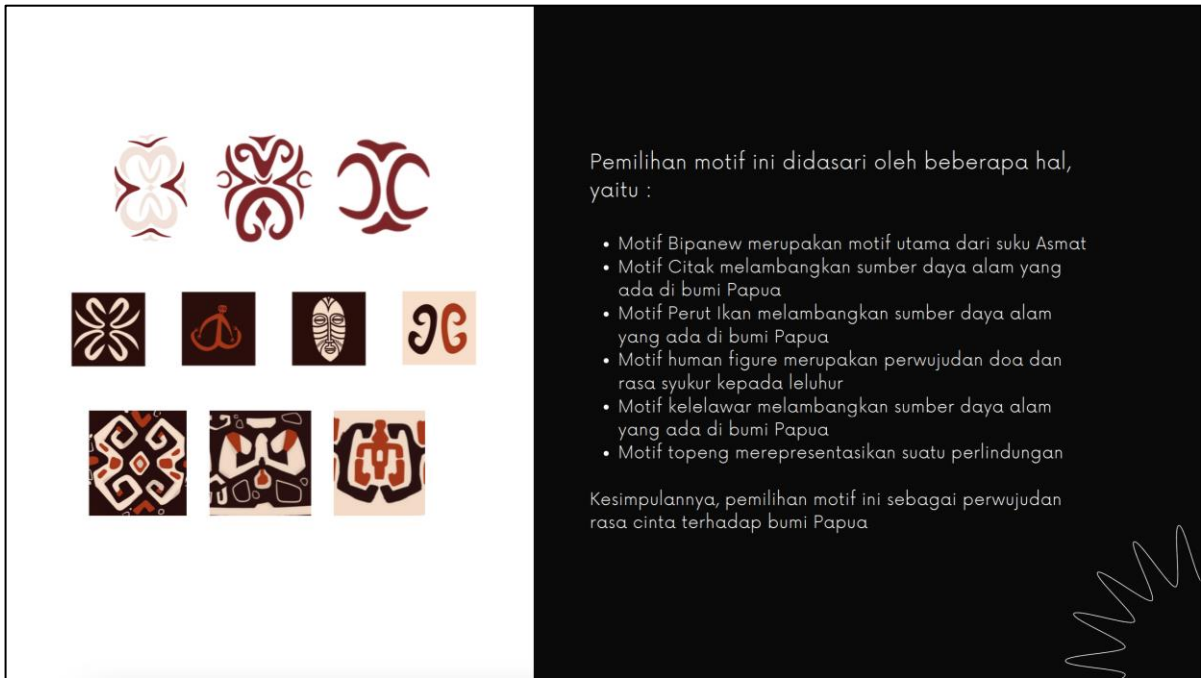 Pemilihan motif ini didasari oleh beberapa hal,
yaitu :
• Motif Bipanew merupakan motif utama dari suku Asmat
• Motif Citak melambangkan sumber daya alam yang
ada di bumi Papua
• Motif Perut Ikan melambangkan sumber daya alam
yang ada di bumi Papua
• Motif human figure merupakan perwujudan doa dan
rasa syukur kepada leluhur
• Motif kelelawar melambangkan sumber daya alam
yang ada di bumi Papua
• Motif topeng merepresentasikan suatu perlindungan
Kesimpulannya, pemilihan motif ini sebagai perwujudan
rasa cinta terhadap bumi Papua